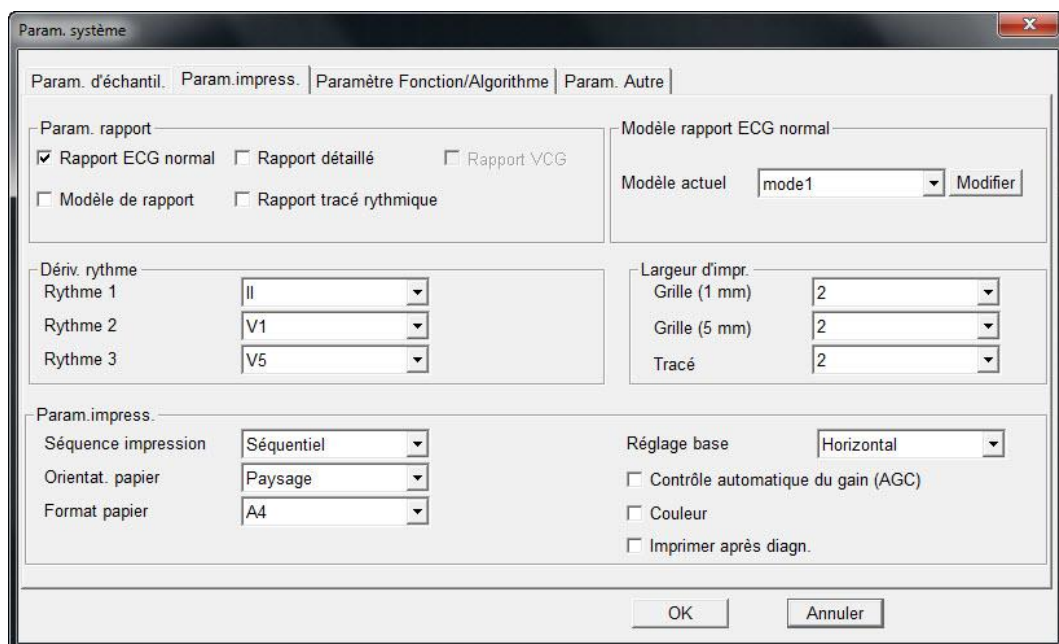 Param. système
Param. d'échantil. Param.impress. Paramètre Fonction/Algorithme Param. Autre
Param. rapport
Rapport ECG normal Rapport détaillé Rapport VCG
Modèle de rapport Rapport tracé rythmique
Modèle rapport ECG normal
Modèle actuel mode1 Modifier
Dériv. rythme
Rythme 1 II
Rythme 2 V1
Rythme 3 V5
Largeur d'impr.
Grille (1 mm) 2
Grille (5 mm) 2
Tracé 2
Param.impress.
Séquence impression Séquentiel
Orientat. papier Paysage
Format papier A4
Réglage base Horizontal
Contrôle automatique du gain (AGC)
Couleur
Imprimer après diagn.
OK Annuler